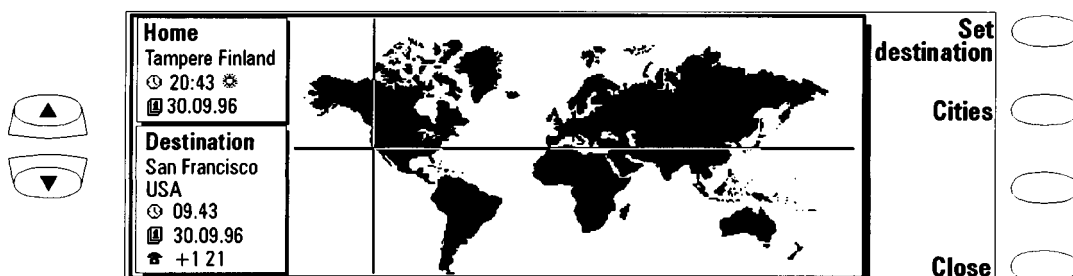 Home
Tampere Finland
20:43
30.09.96
Destination
San Francisco
USA
09.43
30.09.96
+1 21
Set
destination
Cities
Close